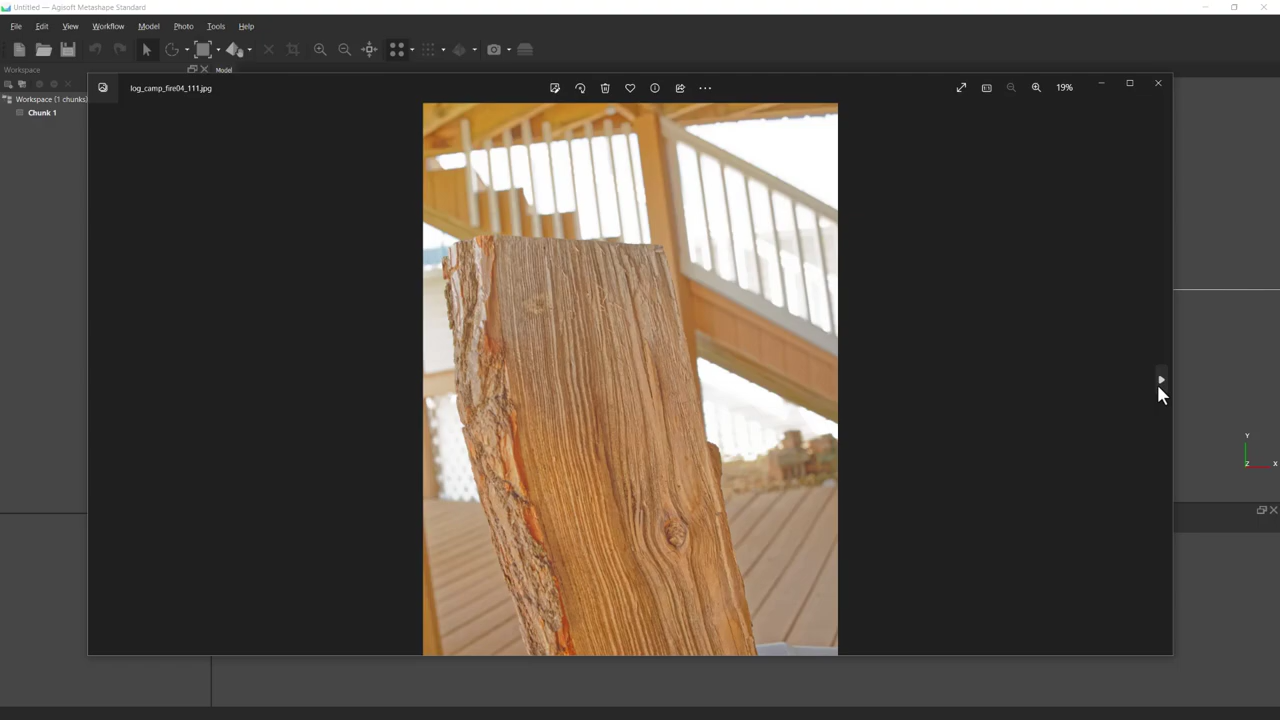 Untitled — Agisoft Metashape Standard
File Edit View Workflow Model Photo Tools Help
Workspace
Model
log_camp_fire04_111.jpg
19%
Workspace [1 chunks]
Chunk 1
Y
Z
X